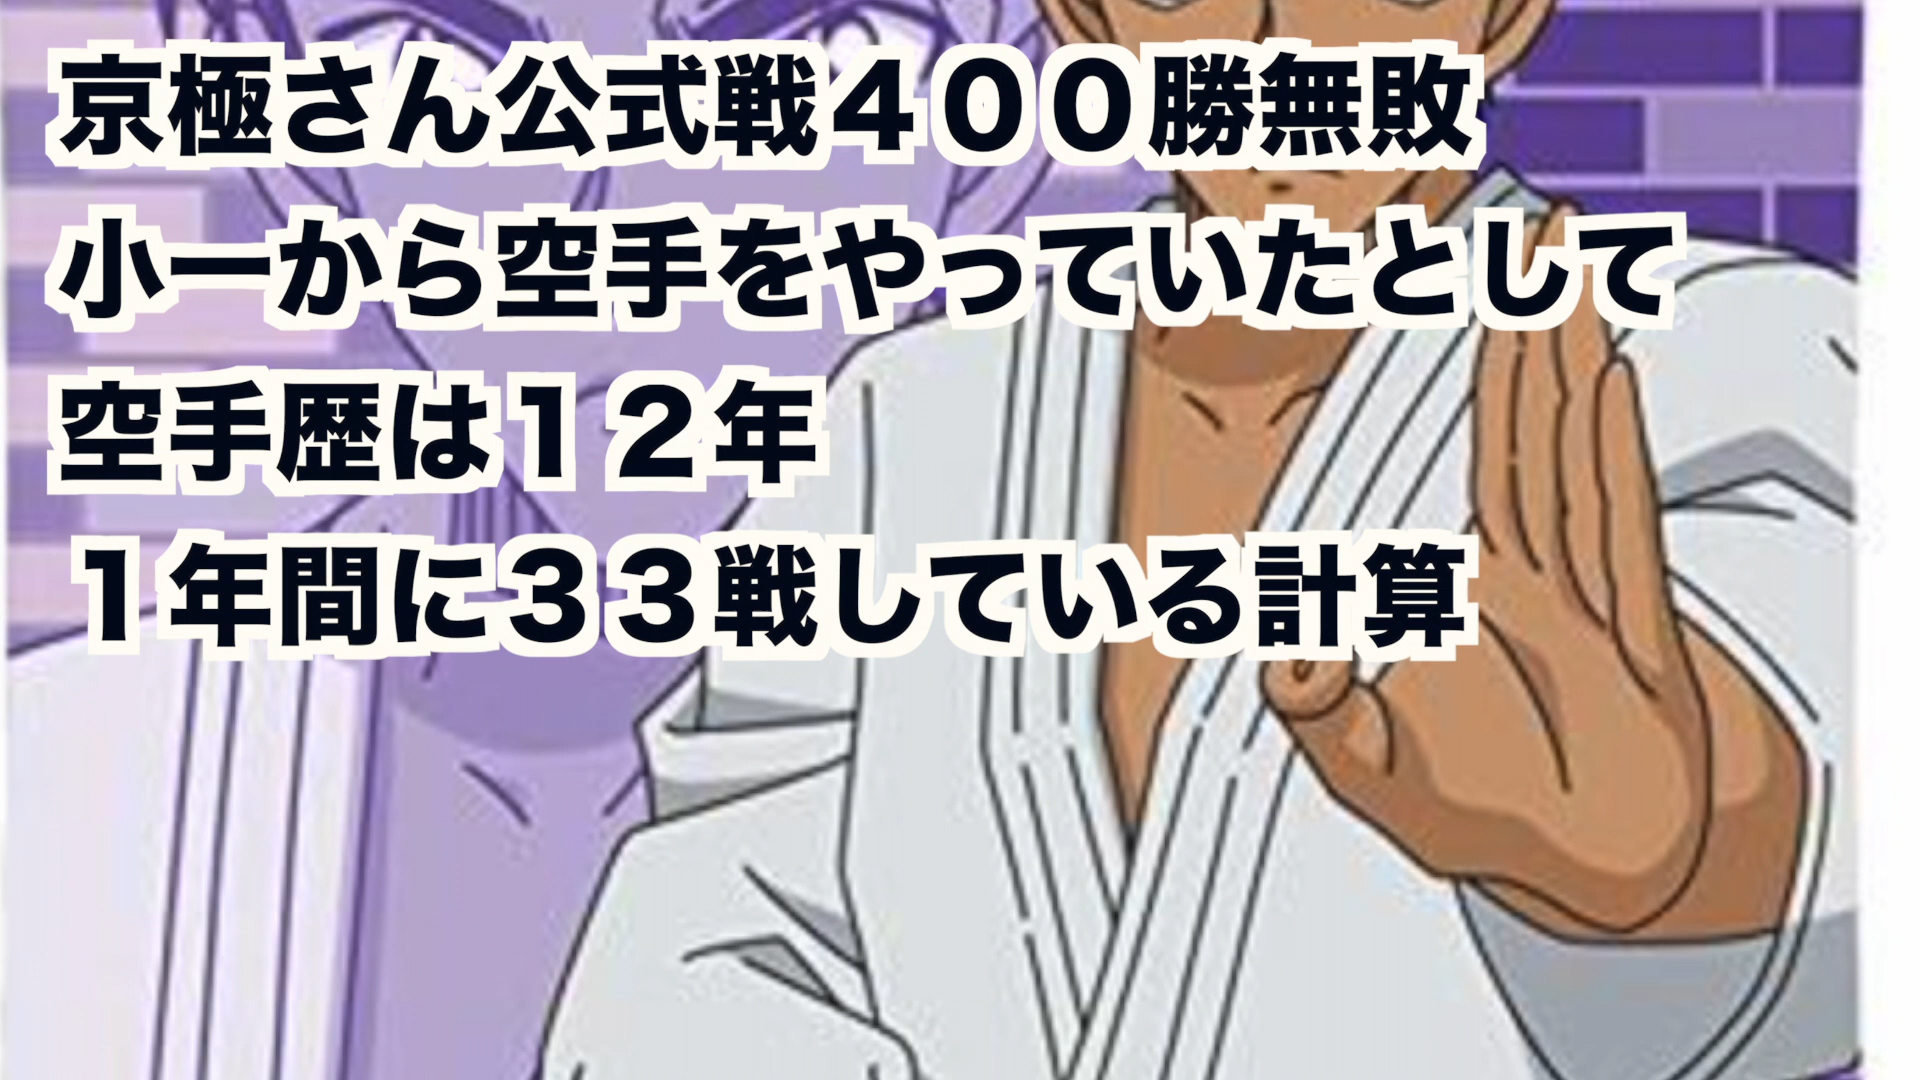 京極さん公式戦４００勝無敗
小一から空手をやっていたとして
空手歴は１２年
１年間に３３戦している計算